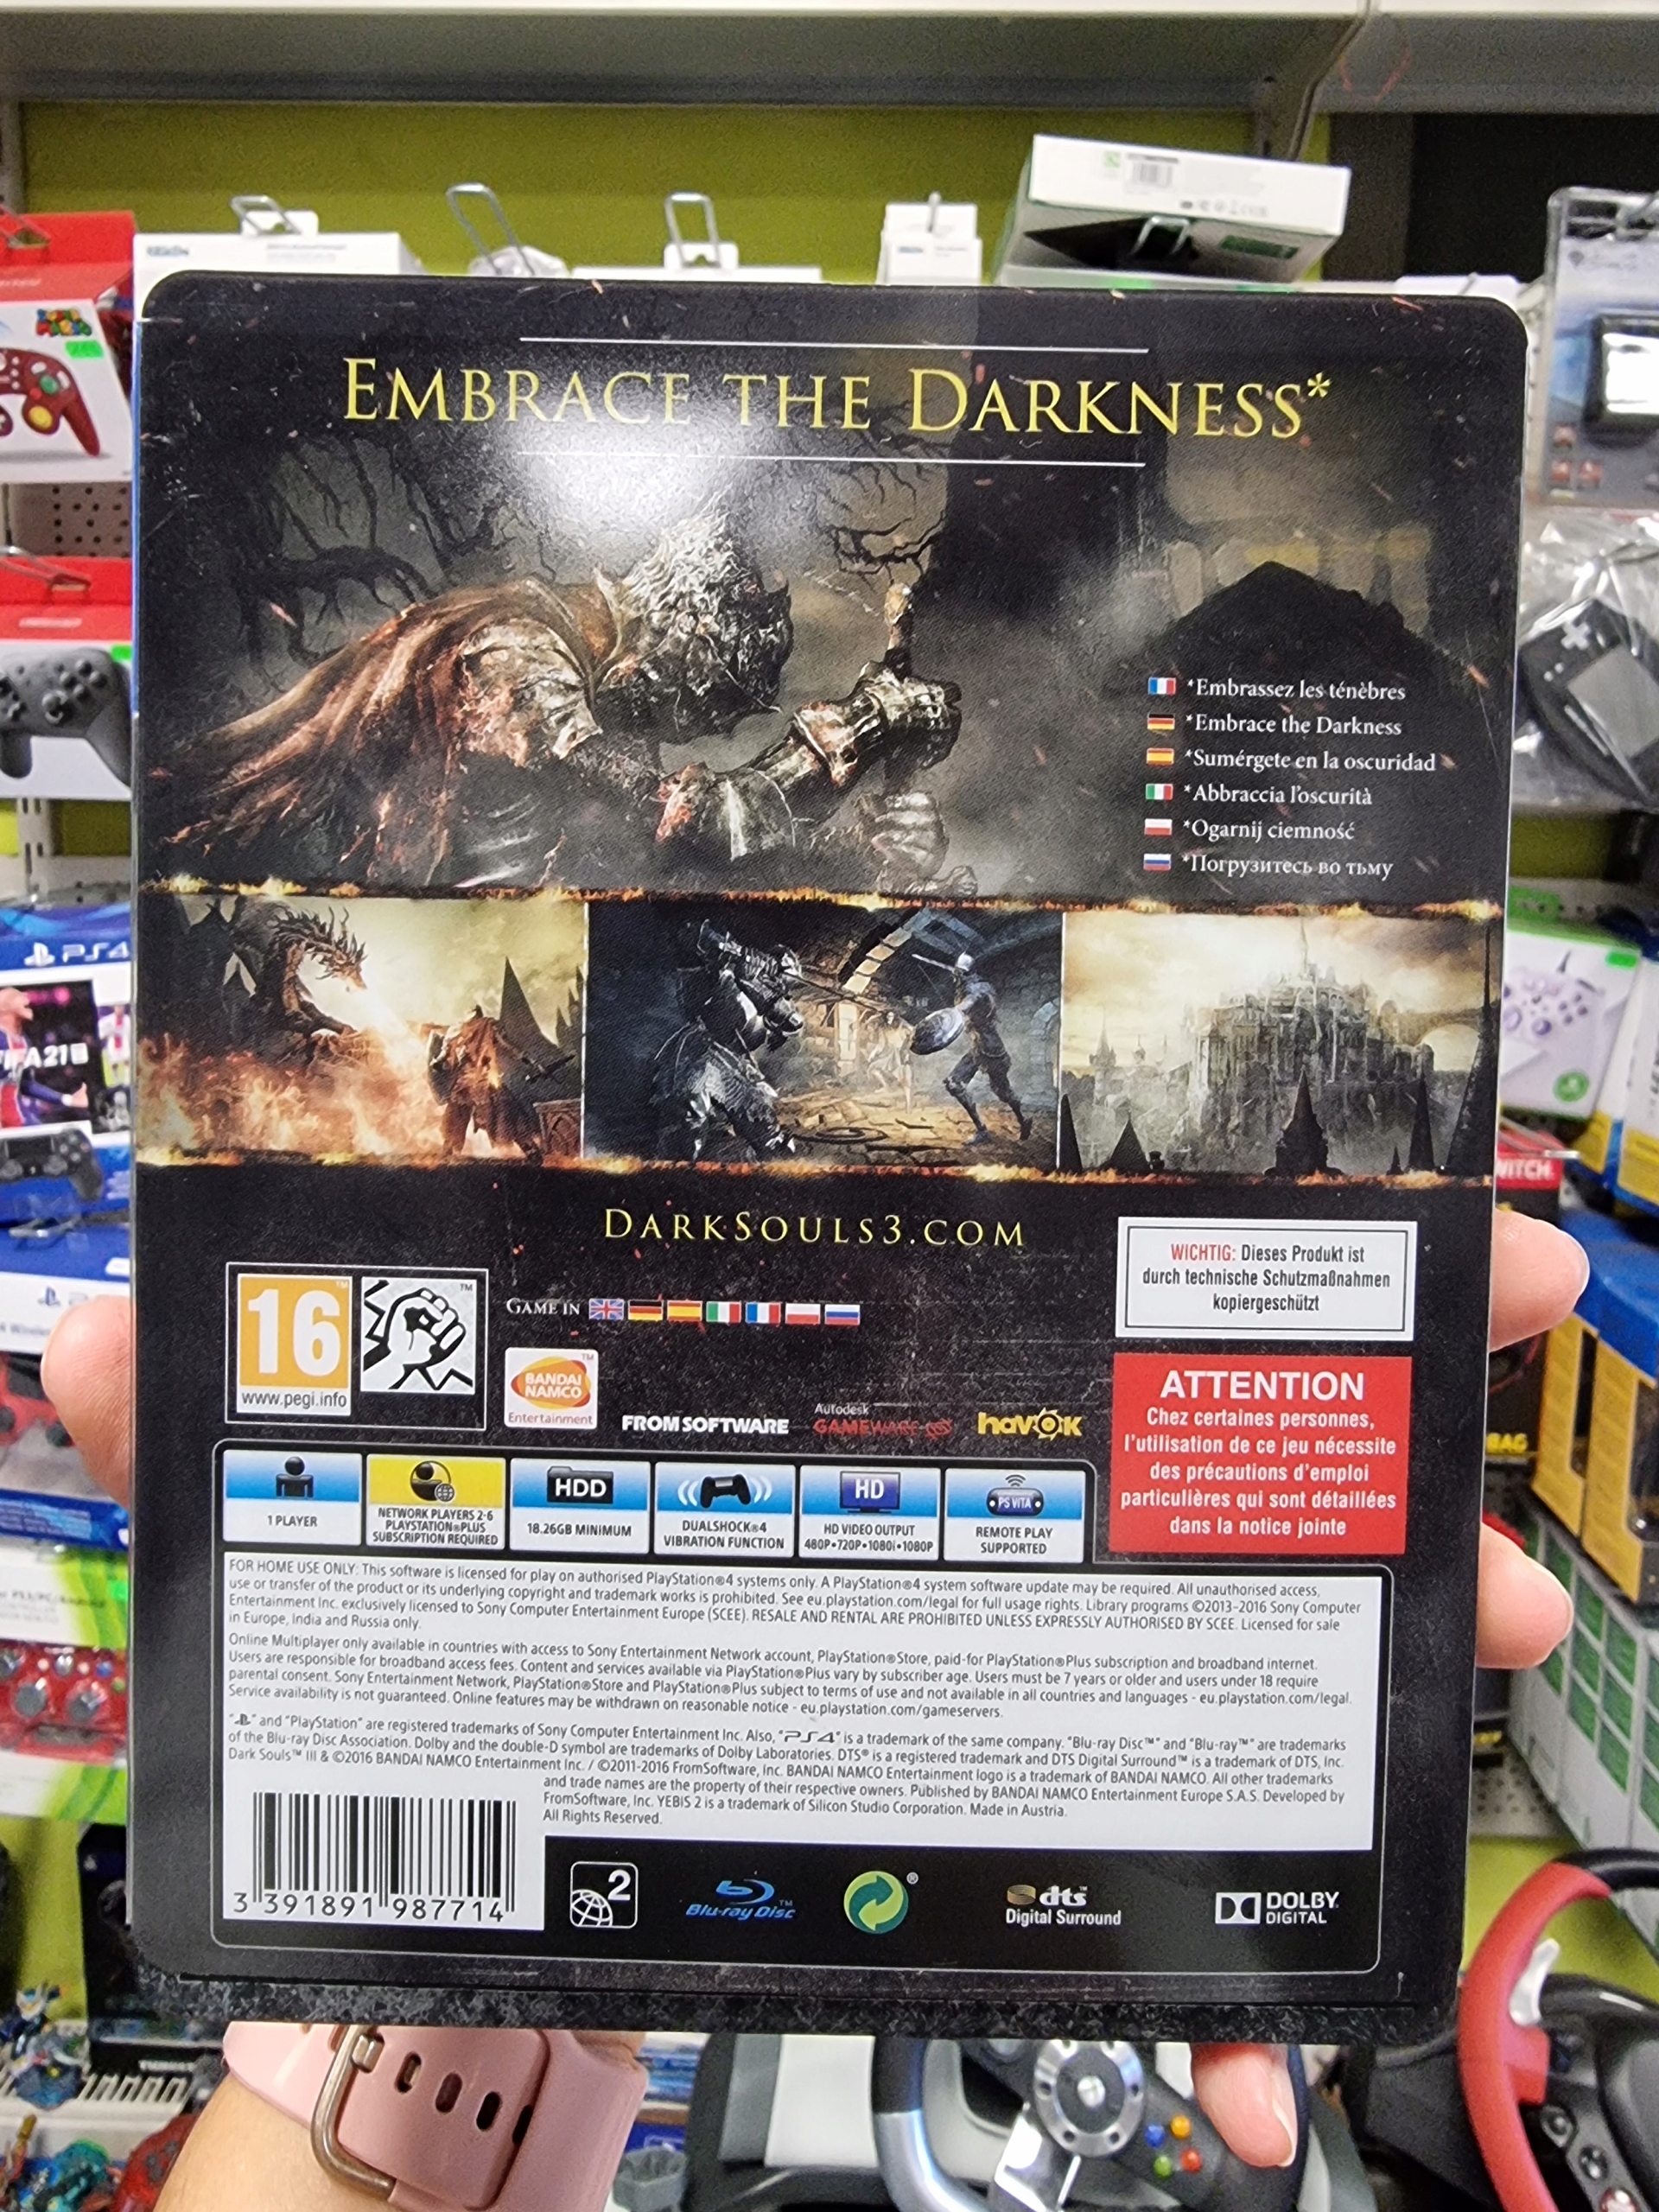 EMBRACE THE DARKNESS*
*Embrassez les ténèbres
*Embrace the Darkness
*Sumérgete en la oscuridad
*Abbraccia l'oscurità
*Ogarnij ciemność
*Погрузитесь во тьму
PS4
FIFA 21
DARKSOULS3.COM
WICHTIG: Dieses Produkt ist
durch technische Schutzmaßnahmen
kopiergeschützt
16
www.pegi.info
GAME IN
BANDAI
NAMCO
Entertainment
FROMSOFTWARE
Autodesk
GAMEWARE
havok
ATTENTION
Chez certaines personnes,
l'utilisation de ce jeu nécessite
des précautions d'emploi
particulières qui sont détaillées
dans la notice jointe
1 PLAYER
NETWORK PLAYERS 2-6
PLAYSTATION®PLUS
SUBSCRIPTION REQUIRED
HDD
18.26GB MINIMUM
DUALSHOCK®4
VIBRATION FUNCTION
HD
HD VIDEO OUTPUT
480P•720P•1080i•1080P
PS VITA
REMOTE PLAY
SUPPORTED
FOR HOME USE ONLY: This software is licensed for play on authorised PlayStation®4 systems only. A PlayStation®4 system software update may be required. All unauthorised access,
use or transfer of the product or its underlying copyright and trademark works is prohibited. See eu.playstation.com/legal for full usage rights. Library programs ©2013-2016 Sony Computer
Entertainment Inc. exclusively licensed to Sony Computer Entertainment Europe (SCEE). RESALE AND RENTAL ARE PROHIBITED UNLESS EXPRESSLY AUTHORISED BY SCEE. Licensed for sale
in Europe, India and Russia only.
Online Multiplayer only available in countries with access to Sony Entertainment Network account, PlayStation®Store, paid-for PlayStation®Plus subscription and broadband internet.
Users are responsible for broadband access fees. Content and services available via PlayStation®Plus vary by subscriber age. Users must be 7 years or older and users under 18 require
parental consent. Sony Entertainment Network, PlayStation®Store and PlayStation®Plus subject to terms of use and not available in all countries and languages - eu.playstation.com/legal.
Service availability is not guaranteed. Online features may be withdrawn on reasonable notice - eu.playstation.com/gameservers.
" " and "PlayStation" are registered trademarks of Sony Computer Entertainment Inc. Also, "PS4" is a trademark of the same company. "Blu-ray Disc™" and "Blu-ray™" are trademarks
of the Blu-ray Disc Association. Dolby and the double-D symbol are trademarks of Dolby Laboratories. DTS® is a registered trademark and DTS Digital Surround™ is a trademark of DTS, Inc.
Dark Souls™ III & ©2016 BANDAI NAMCO Entertainment Inc. / ©2011-2016 FromSoftware, Inc. BANDAI NAMCO Entertainment logo is a trademark of BANDAI NAMCO. All other trademarks
and trade names are the property of their respective owners. Published by BANDAI NAMCO Entertainment Europe S.A.S. Developed by
FromSoftware, Inc. YEBIS 2 is a trademark of Silicon Studio Corporation. Made in Austria.
All Rights Reserved.
3 391891 987714
2
Blu-ray Disc™
dts
Digital Surround
DOLBY
DIGITAL